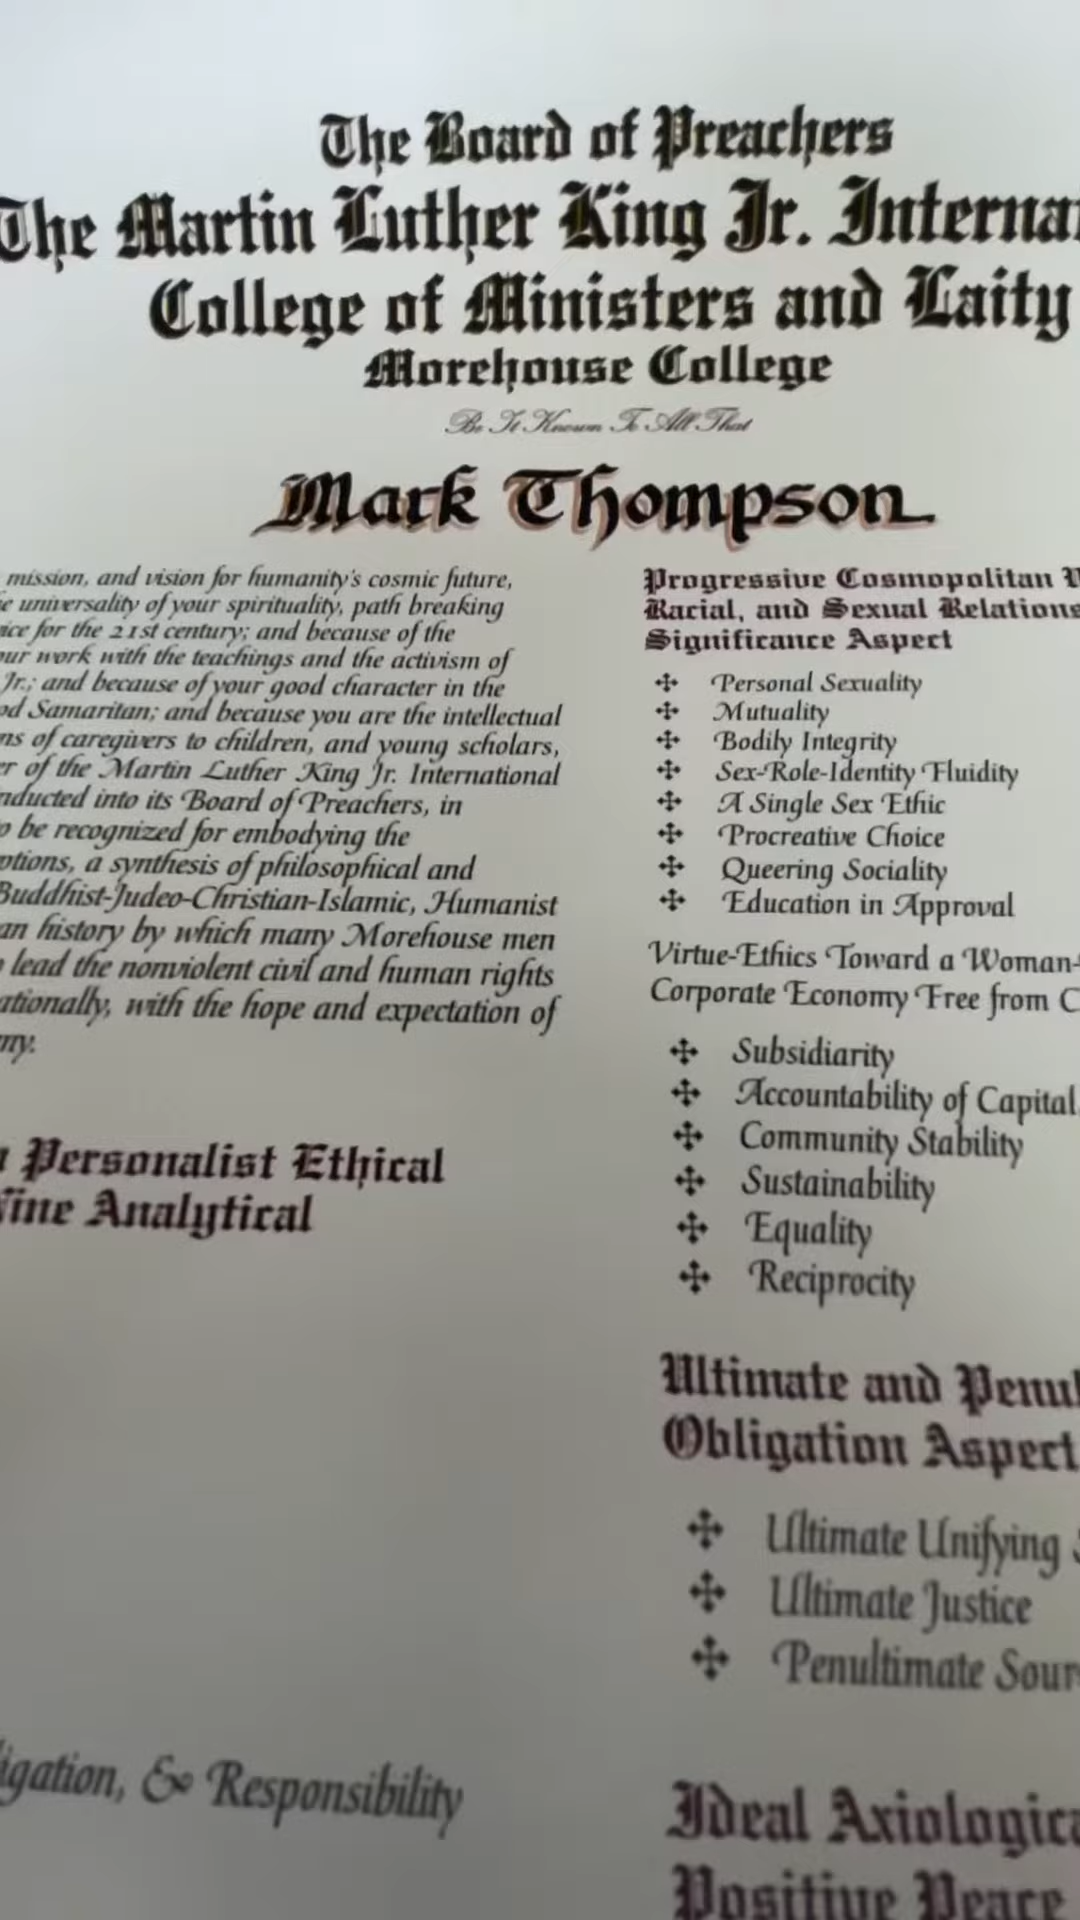 The Board of Preachers
The Martin Luther King Jr.
College of Ministers and Laity
Morehouse College
Be It Known To All That
Mark Thompson
mission, and vision for humanity's cosmic future,
universality of your spirituality, path breaking
for the 21st century; and because of the
work with the teachings and the activism of
Jr.; and because of your good character in the
Samaritan; and because you are the intellectual
of caregivers to children, and young scholars,
of the Martin Luther King Jr. International
into its Board of Preachers, in
be recognized for embodying the
a synthesis of philosophical and
Buddhist-Judeo-Christian-Islamic, Humanist
history by which many Morehouse men
lead the nonviolent civil and human rights
with the hope and expectation of
Personalist Ethical
Analytical
& Responsibility
Progressive Cosmopolitan
Racial, and Sexual Relations
Significance Aspect
Personal Sexuality
Mutuality
Bodily Integrity
Sex-Role-Identity Fluidity
A Single Sex Ethic
Procreative Choice
Queering Sociality
Education in Approval
Virtue-Ethics Toward a Woman-
Corporate Economy Free from
Subsidiarity
Accountability of Capital
Community Stability
Sustainability
Equality
Reciprocity
Ultimate and
Obligation Aspect
Ultimate Unifying
Ultimate Justice
Penultimate
Ideal
Positive Peace